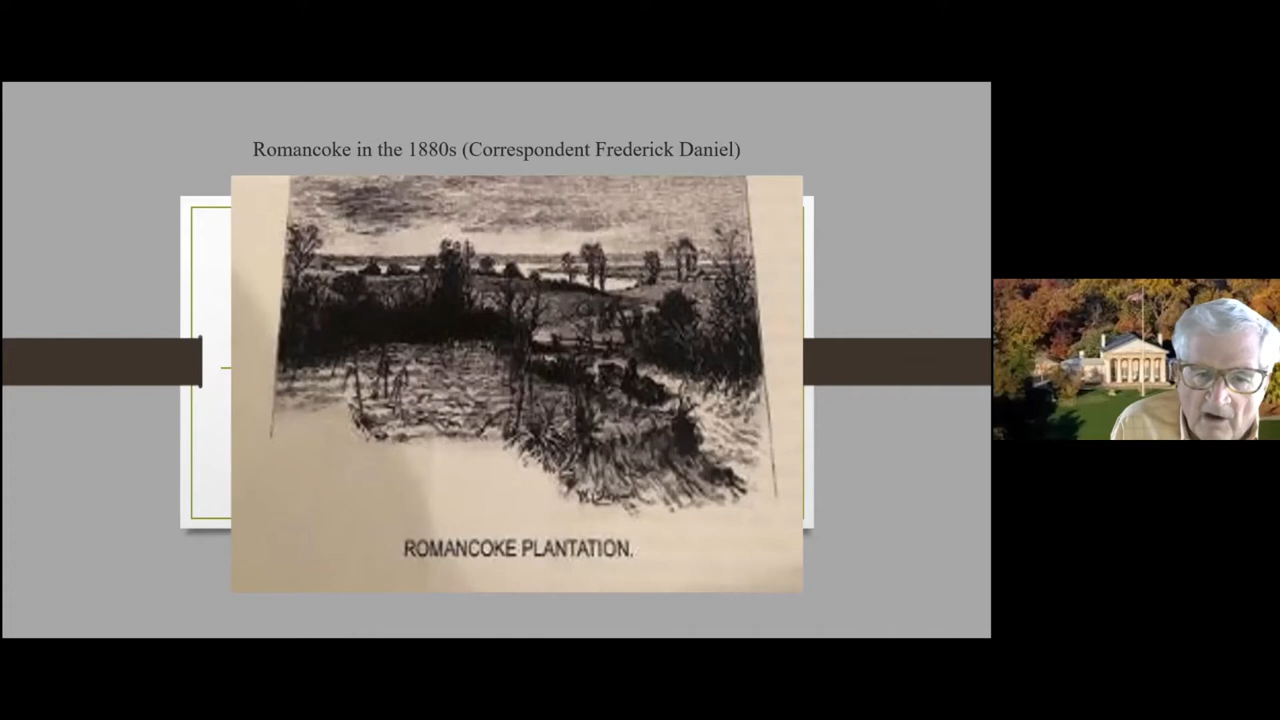 Romancoke in the 1880s (Correspondent Frederick Daniel)
ROMANCOKE PLANTATION.